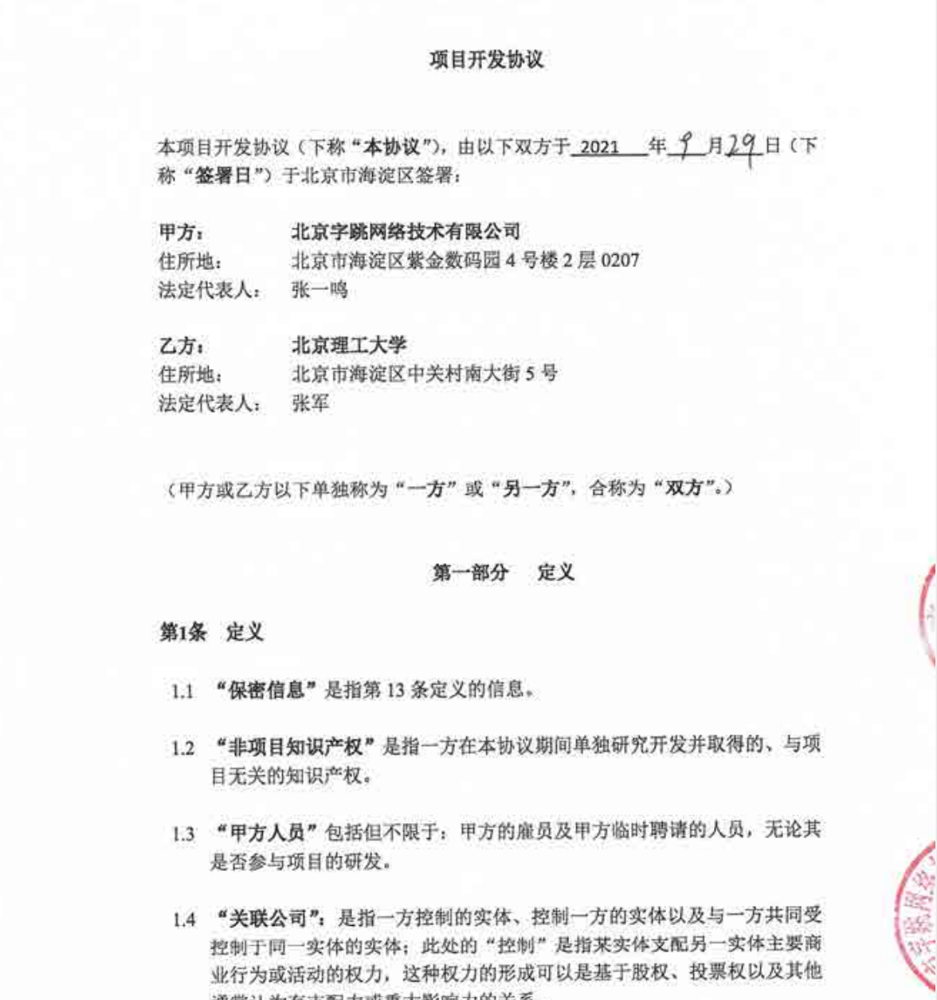 项目开发协议
本项目开发协议（下称“本协议”），由以下双方于 2021 年 9 月 29 日（下
称“签署日”）于北京市海淀区签署：
甲方： 北京字跳网络技术有限公司
住所地： 北京市海淀区紫金数码园 4 号楼 2 层 0207
法定代表人： 张一鸣
乙方： 北京理工大学
住所地： 北京市海淀区中关村南大街 5 号
法定代表人： 张军
（甲方或乙方以下单独称为“一方”或“另一方”，合称为“双方”。）
第一部分 定义
第1条 定义
1.1 “保密信息”是指第 13 条定义的信息。
1.2 “非项目知识产权”是指一方在本协议期间单独研究开发并取得的、与项
目无关的知识产权。
1.3 “甲方人员”包括但不限于：甲方的雇员及甲方临时聘请的人员，无论其
是否参与项目的研发。
1.4 “关联公司”：是指一方控制的实体、控制一方的实体以及与一方共同受
控制于同一实体的实体；此处的“控制”是指某实体支配另一实体主要商
业行为或活动的权力，这种权力的形成可以是基于股权、投票权以及其他